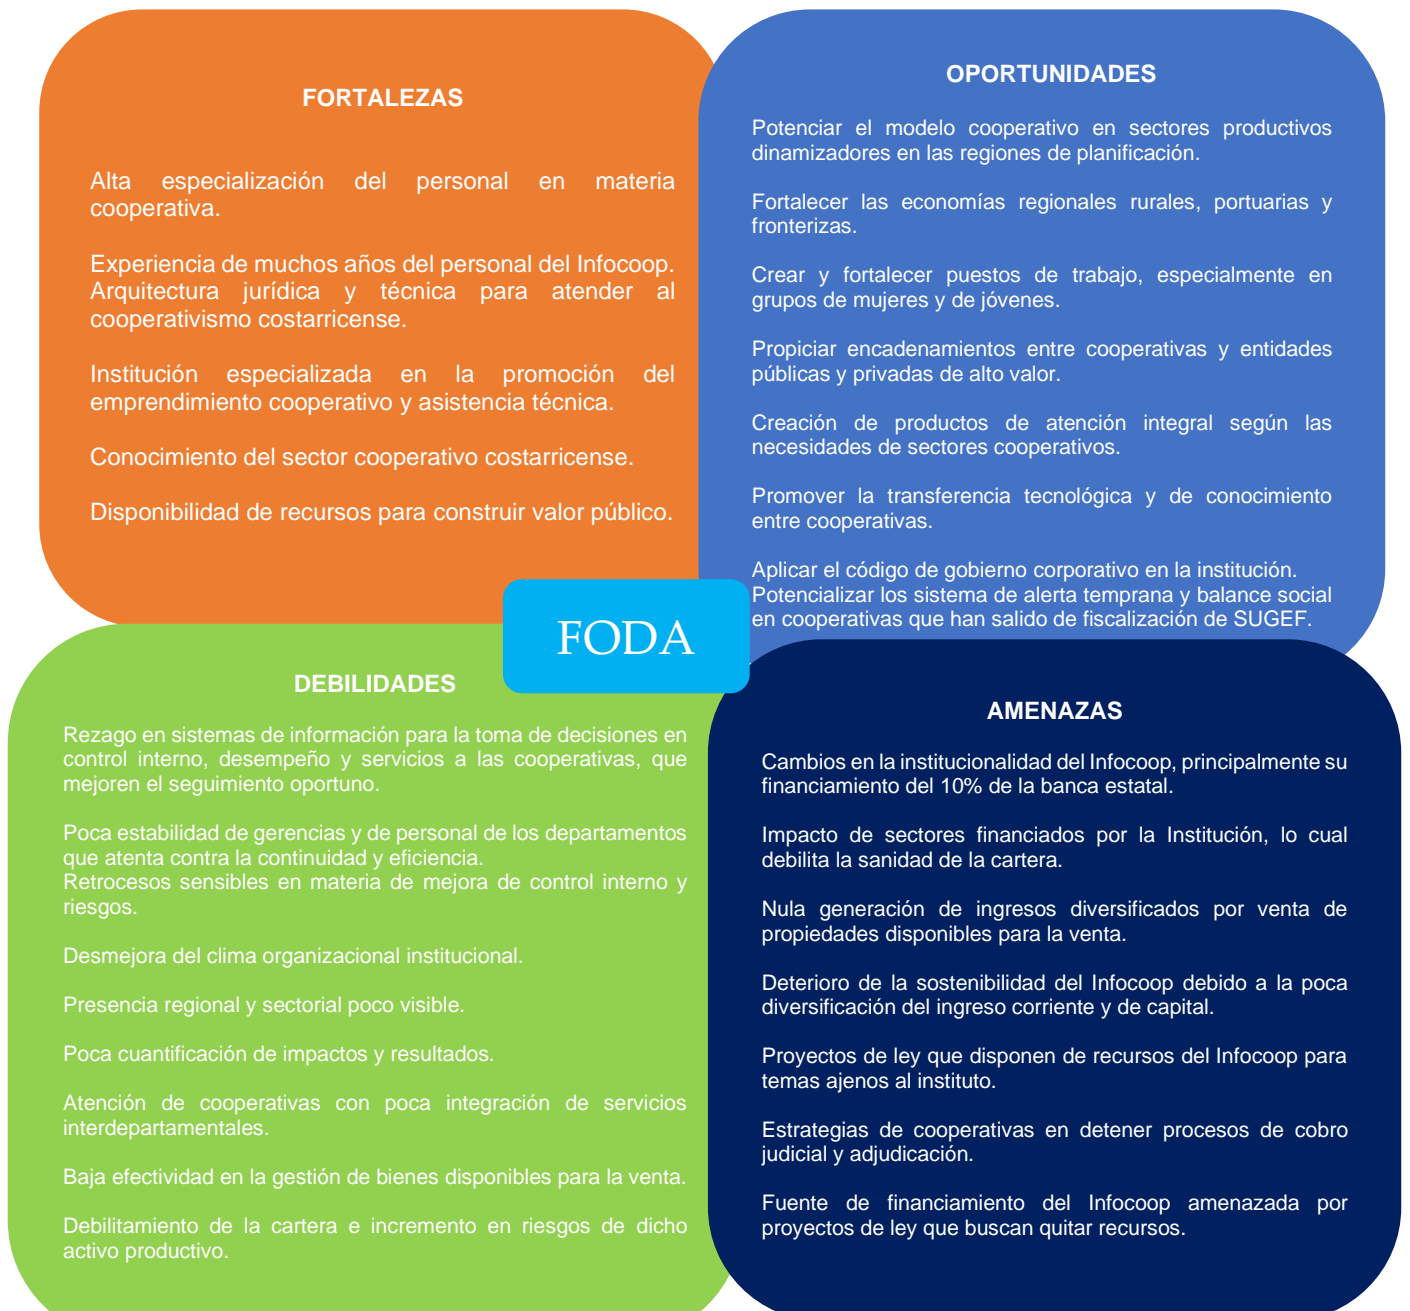 FORTALEZAS
Alta especialización del personal en materia
cooperativa.
Experiencia de muchos años del personal del Infocoop.
Arquitectura jurídica y técnica para atender al
cooperativismo costarricense.
Institución especializada en la promoción del
emprendimiento cooperativo y asistencia técnica.
Conocimiento del sector cooperativo costarricense.
Disponibilidad de recursos para construir valor público.
OPORTUNIDADES
Potenciar el modelo cooperativo en sectores productivos
dinamizadores en las regiones de planificación.
Fortalecer las economías regionales rurales, portuarias y
fronterizas.
Crear y fortalecer puestos de trabajo, especialmente en
grupos de mujeres y de jóvenes.
Propiciar encadenamientos entre cooperativas y entidades
públicas y privadas de alto valor.
Creación de productos de atención integral según las
necesidades de sectores cooperativos.
Promover la transferencia tecnológica y de conocimiento
entre cooperativas.
Aplicar el código de gobierno corporativo en la institución.
Potencializar los sistema de alerta temprana y balance social
en cooperativas que han salido de fiscalización de SUGEF.
FODA
DEBILIDADES
Rezago en sistemas de información para la toma de decisiones en
control interno, desempeño y servicios a las cooperativas, que
mejoren el seguimiento oportuno.
Poca estabilidad de gerencias y de personal de los departamentos
que atenta contra la continuidad y eficiencia.
Retrocesos sensibles en materia de mejora de control interno y
riesgos.
Desmejora del clima organizacional institucional.
Presencia regional y sectorial poco visible.
Poca cuantificación de impactos y resultados.
Atención de cooperativas con poca integración de servicios
interdepartamentales.
Baja efectividad en la gestión de bienes disponibles para la venta.
Debilitamiento de la cartera e incremento en riesgos de dicho
activo productivo.
AMENAZAS
Cambios en la institucionalidad del Infocoop, principalmente su
financiamiento del 10% de la banca estatal.
Impacto de sectores financiados por la Institución, lo cual
debilita la sanidad de la cartera.
Nula generación de ingresos diversificados por venta de
propiedades disponibles para la venta.
Deterioro de la sostenibilidad del Infocoop debido a la poca
diversificación del ingreso corriente y de capital.
Proyectos de ley que disponen de recursos del Infocoop para
temas ajenos al instituto.
Estrategias de cooperativas en detener procesos de cobro
judicial y adjudicación.
Fuente de financiamiento del Infocoop amenazada por
proyectos de ley que buscan quitar recursos.